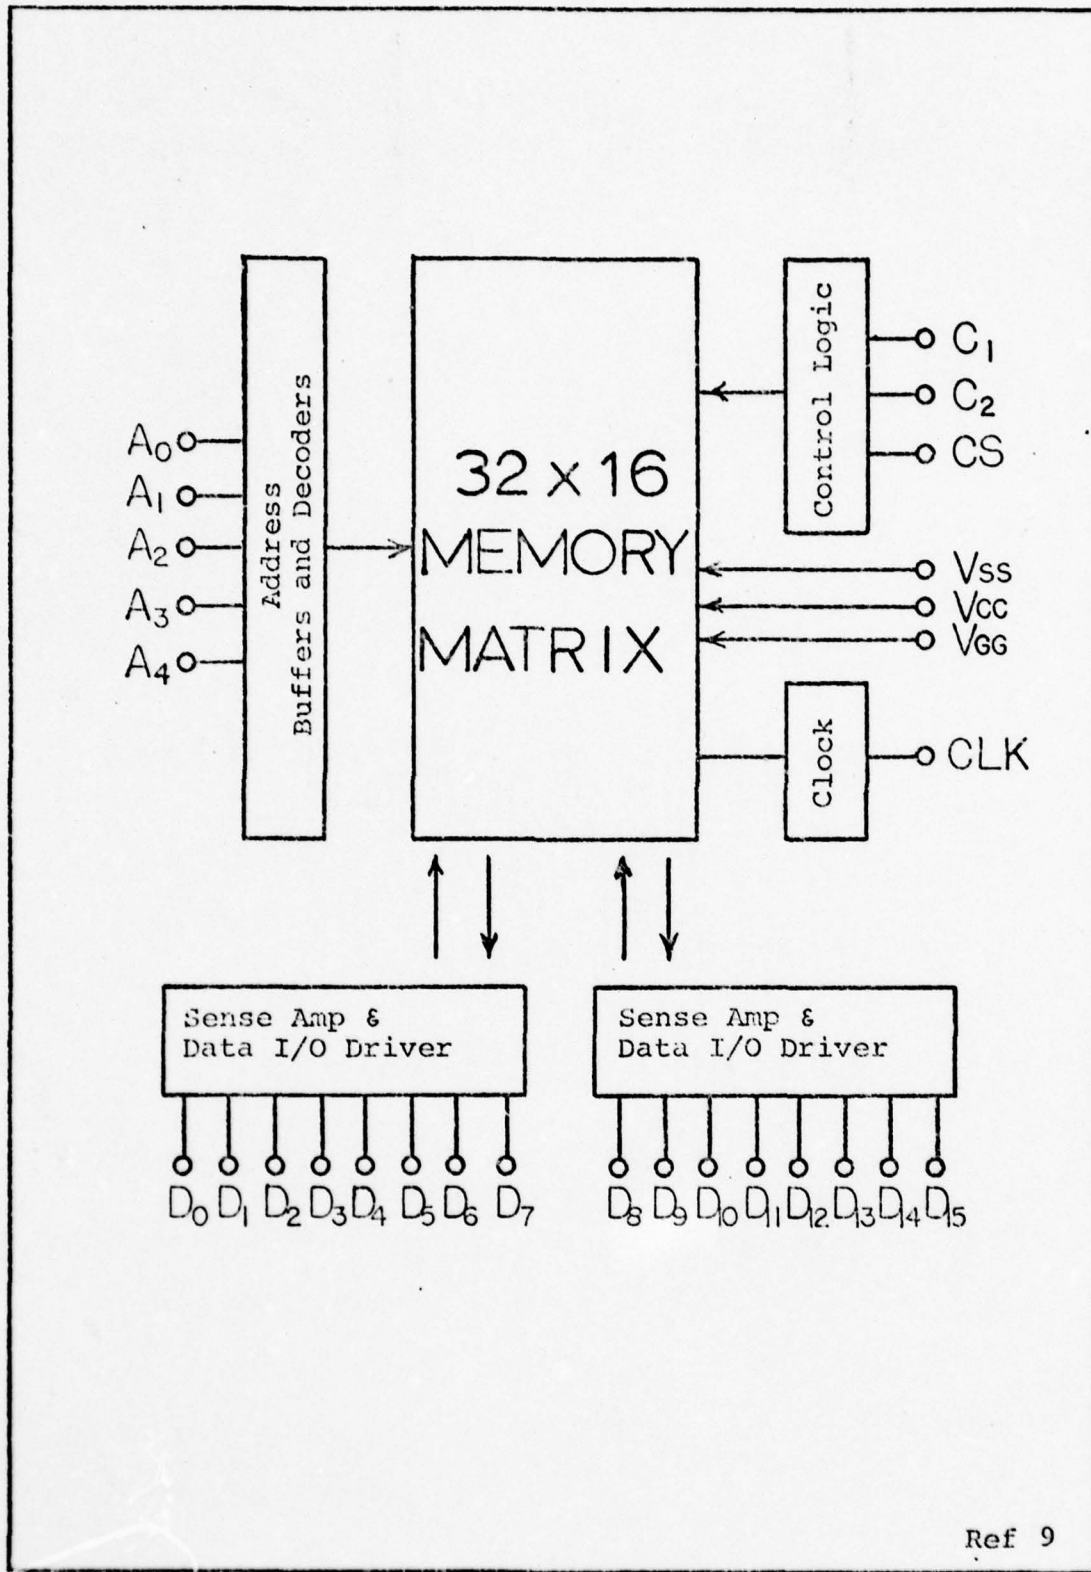 A0
A1
A2
A3
A4
Address
Buffers and Decoders
32 x 16
MEMORY
MATRIX
Control Logic
C1
C2
CS
VSS
VCC
VGG
Clock
CLK
Sense Amp &
Data I/O Driver
D0 D1 D2 D3 D4 D5 D6 D7
Sense Amp &
Data I/O Driver
D8 D9 D10 D11 D12 D13 D14 D15
Ref 9